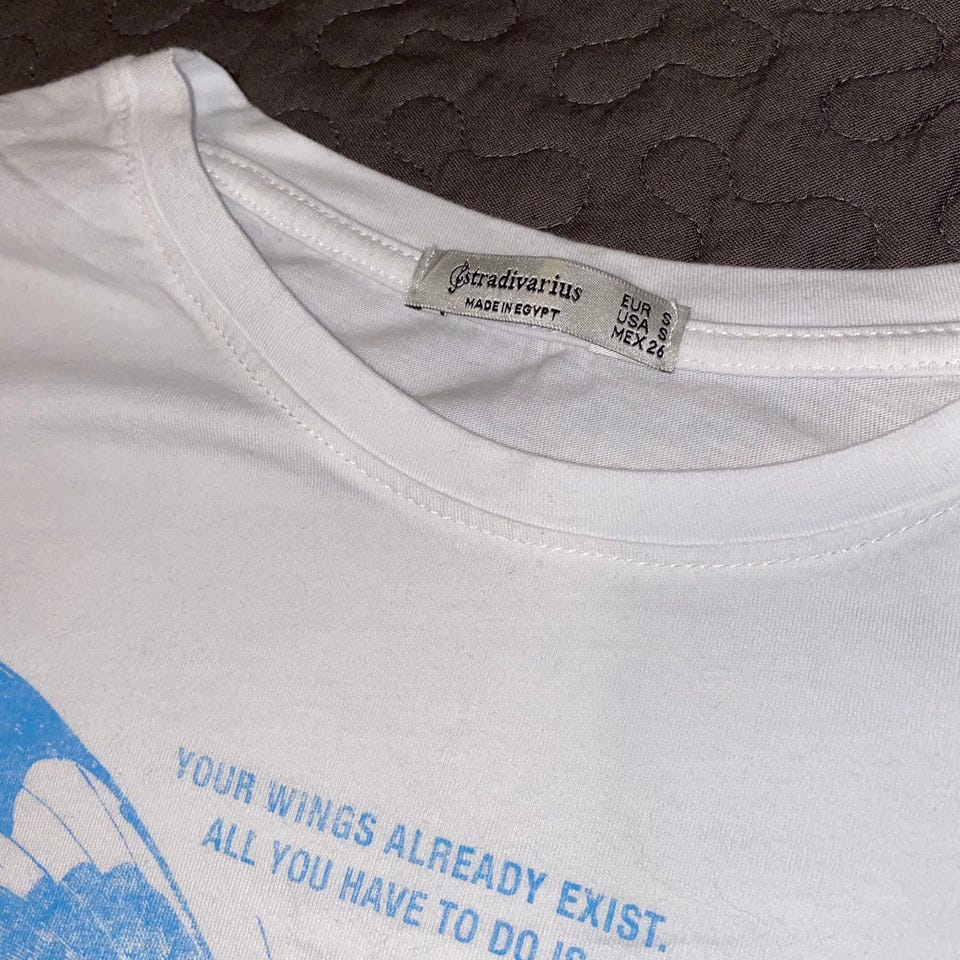 stradivarius
MADE IN EGYPT
EUR S
USA S
MEX 26
YOUR WINGS ALREADY EXIST.
ALL YOU HAVE TO DO IS